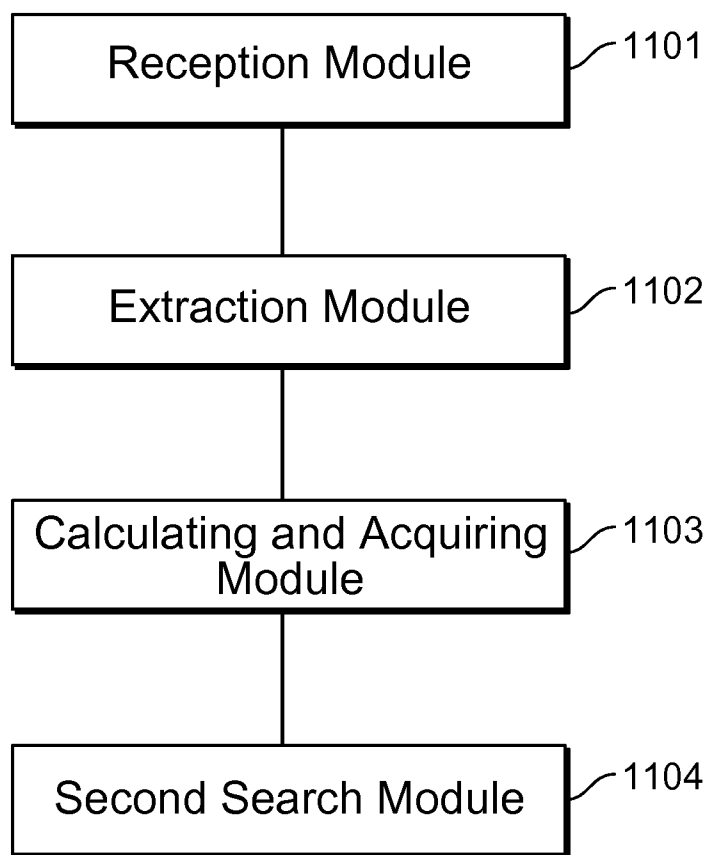 Reception Module
1101
Extraction Module
1102
Calculating and Acquiring
Module
1103
Second Search Module
1104